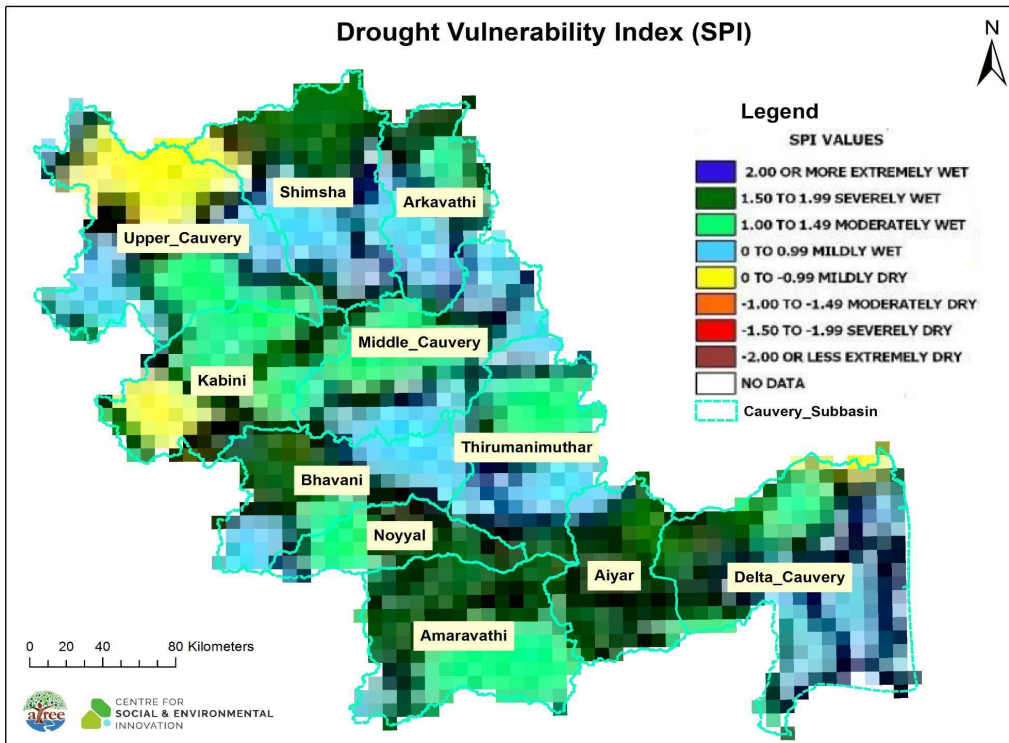 Drought Vulnerability Index (SPI)
N
Legend
SPI VALUES
2.00 OR MORE EXTREMELY WET
1.50 TO 1.99 SEVERELY WET
1.00 TO 1.49 MODERATELY WET
0 TO 0.99 MILDLY WET
0 TO -0.99 MILDLY DRY
-1.00 TO -1.49 MODERATELY DRY
-1.50 TO -1.99 SEVERELY DRY
-2.00 OR LESS EXTREMELY DRY
NO DATA
Cauvery_Subbasin
Shimsha
Arkavathi
Upper_Cauvery
Middle_Cauvery
Kabini
Thirumanimuthar
Bhavani
Noyyal
Aiyar
Delta_Cauvery
Amaravathi
0 20 40 80 Kilometers
atree
CENTRE FOR
SOCIAL & ENVIRONMENTAL
INNOVATION